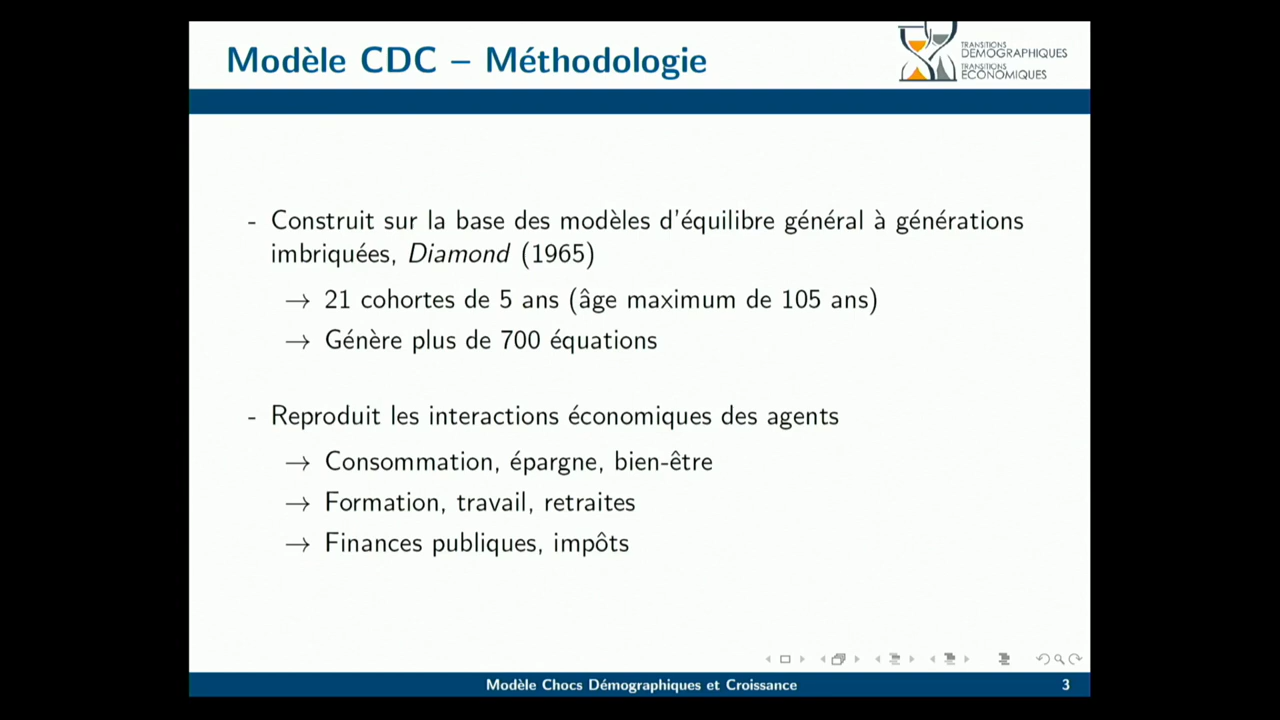 Modèle CDC – Méthodologie
TRANSITIONS
DÉMOGRAPHIQUES
TRANSITIONS
ÉCONOMIQUES
- Construit sur la base des modèles d'équilibre général à générations
imbriquées, Diamond (1965)
→ 21 cohortes de 5 ans (âge maximum de 105 ans)
→ Génère plus de 700 équations
- Reproduit les interactions économiques des agents
→ Consommation, épargne, bien-être
→ Formation, travail, retraites
→ Finances publiques, impôts
Modèle Chocs Démographiques et Croissance 3